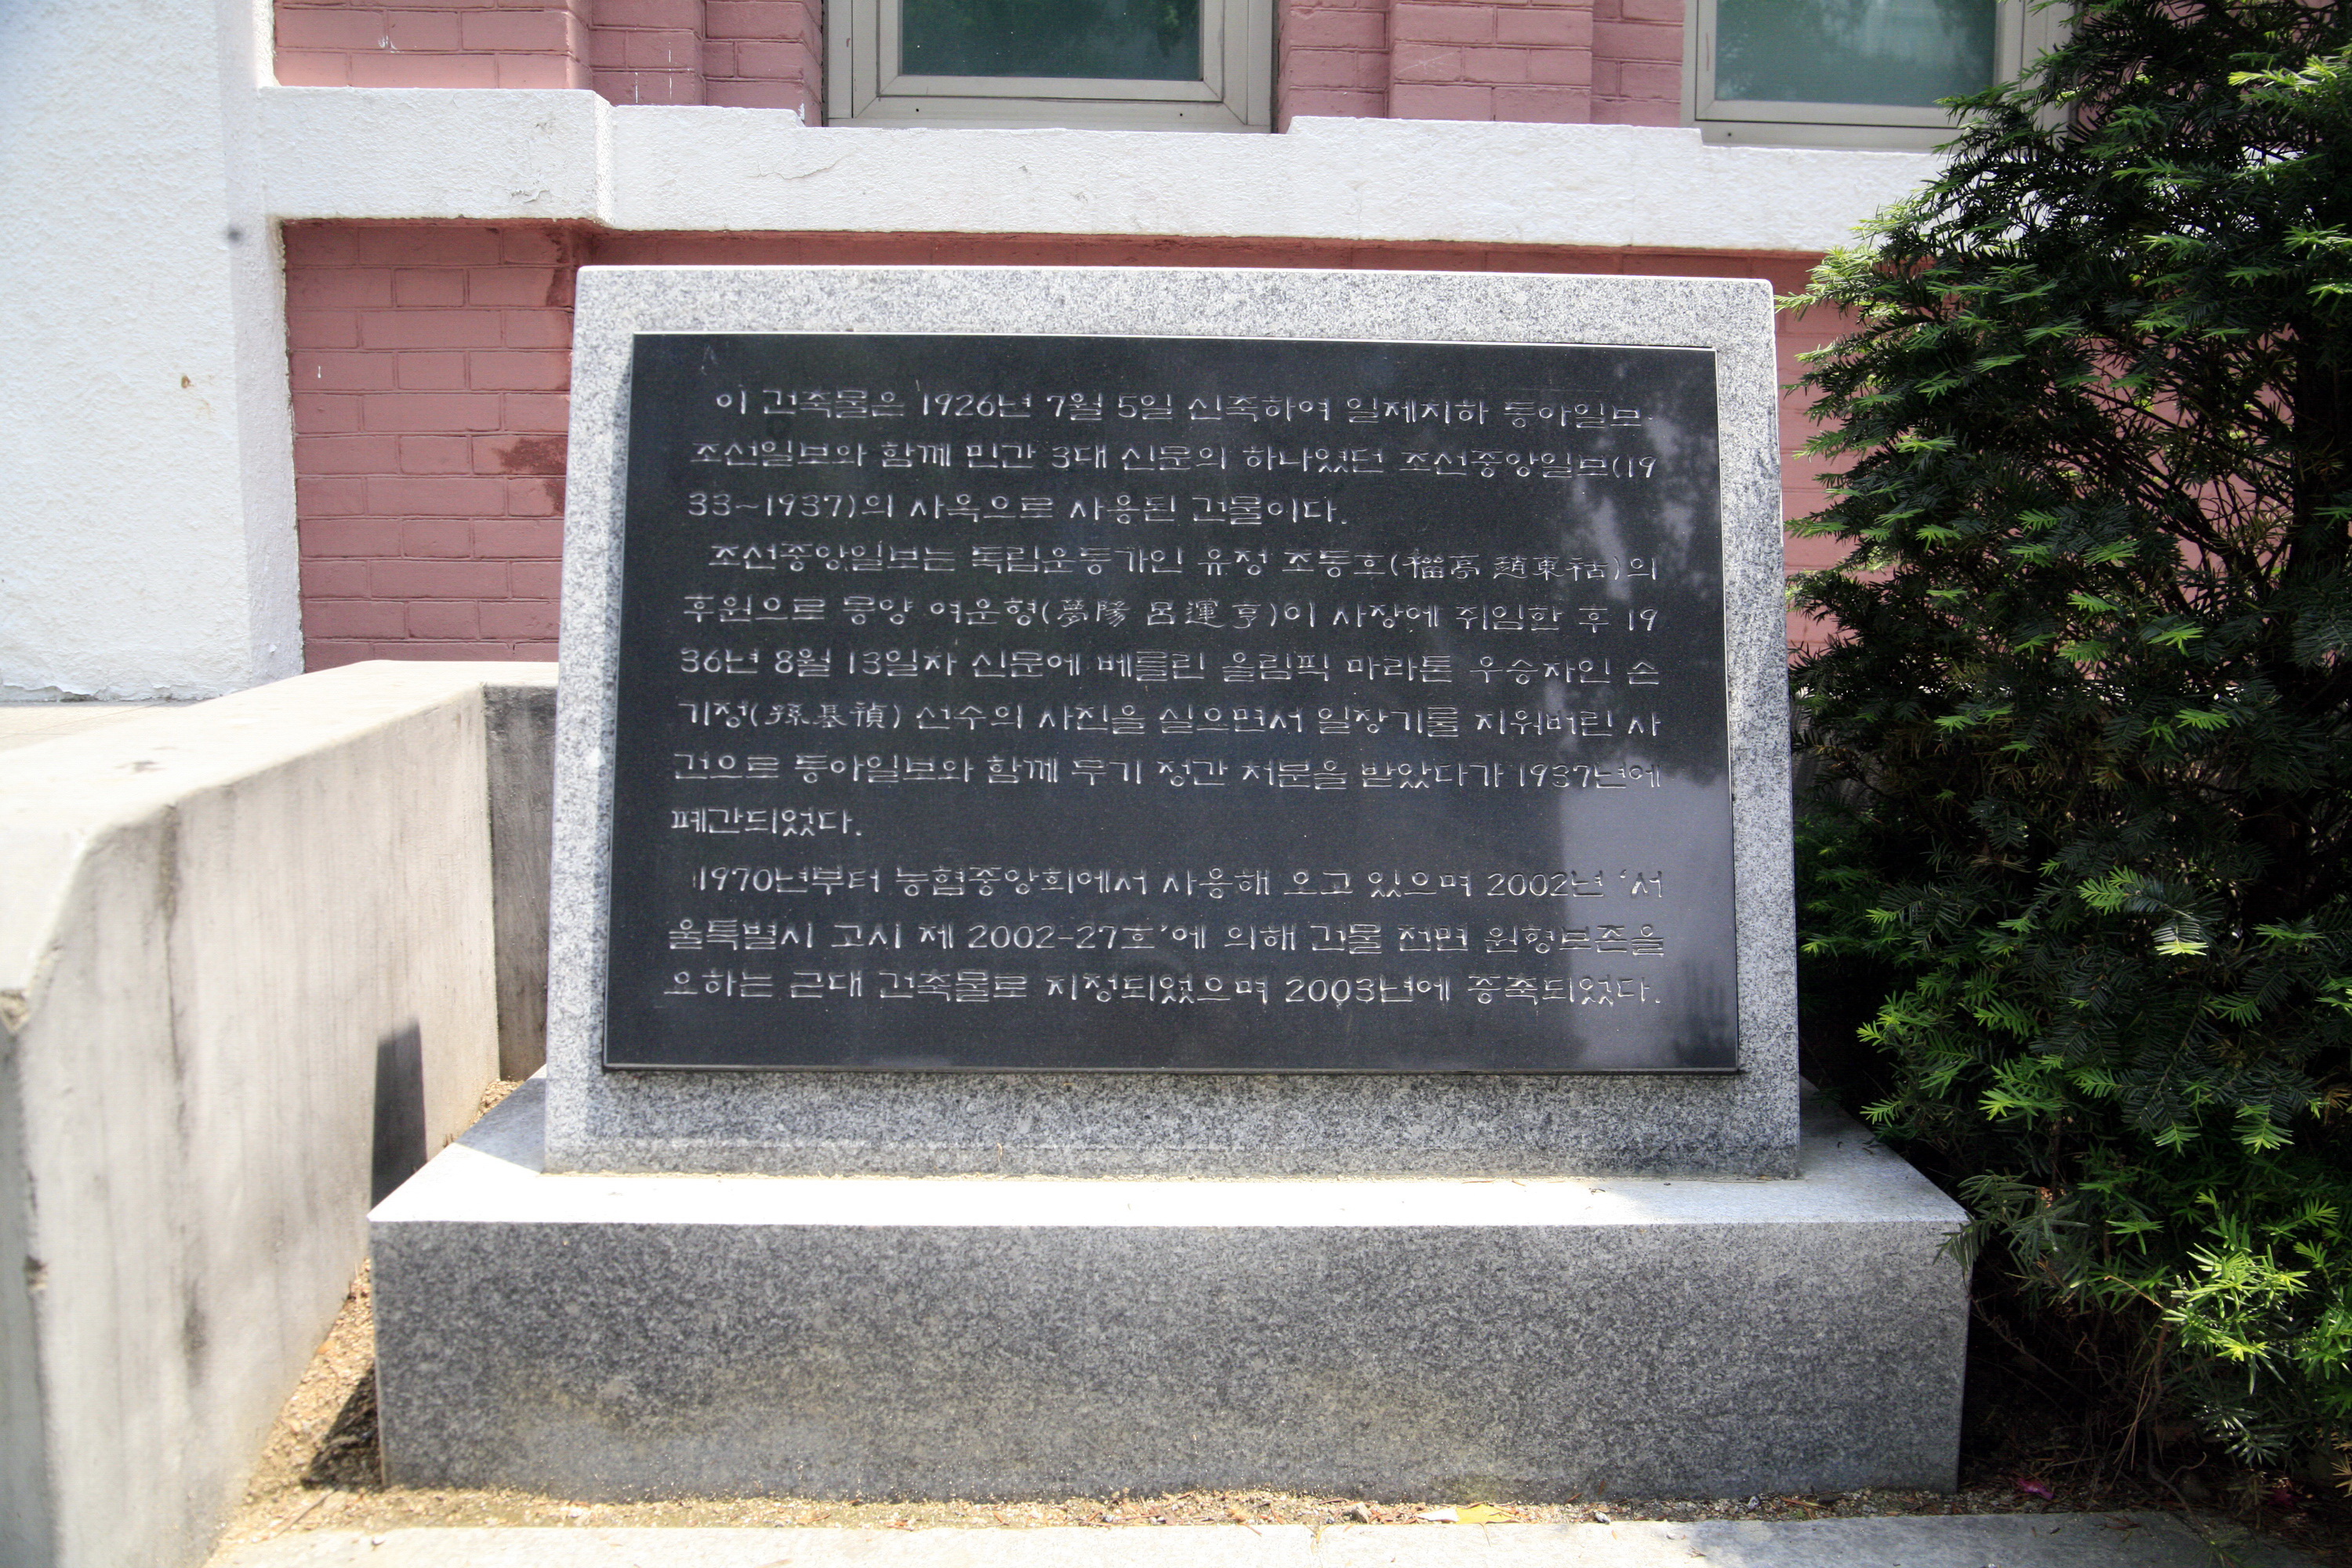 이 건축물은 1926년 7월 5일 신축하여 일제치하 동아일보·
조선일보와 함께 민간 3대 신문의 하나였던 조선중앙일보(19
33~1937)의 사옥으로 사용된 건물이다.
조선중앙일보는 독립운동가인 유정 조동호(榴亭 趙東祜)의
후원으로 몽양 여운형(夢陽 呂運亨)이 사장에 취임한 후 19
36년 8월 13일자 신문에 베를린 올림픽 마라톤 우승자인 손
기정(孫基禎) 선수의 사진을 실으면서 일장기를 지워버린 사
건으로 동아일보와 함께 무기 정간 처분을 받았다가 1937년에
폐간되었다.
1970년부터 농협중앙회에서 사용해 오고 있으며 2002년 '서
울특별시 고시 제 2002-27호'에 의해 건물 전면 원형보존을
요하는 근대 건축물로 지정되었으며 2003년에 증축되었다.